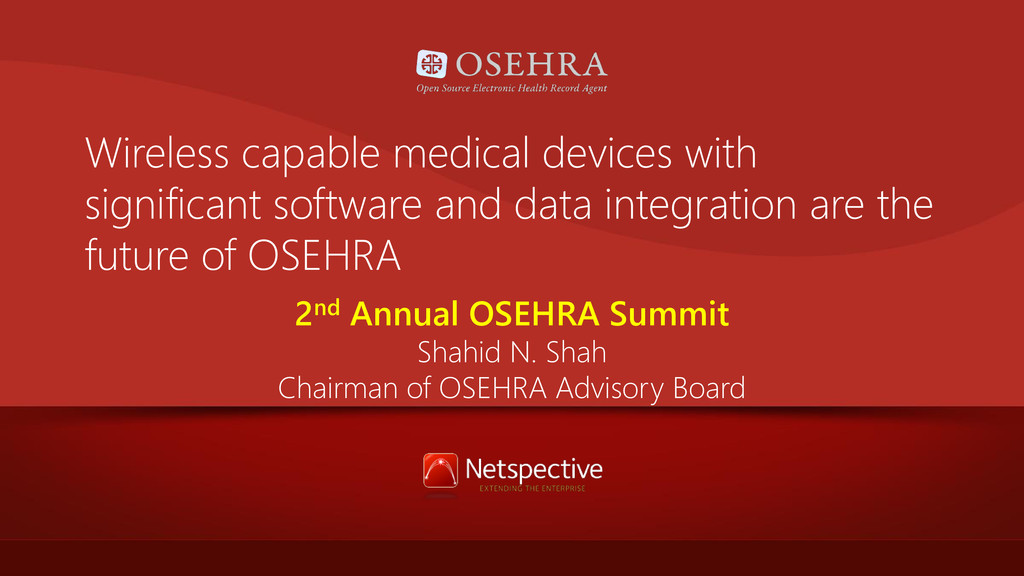 OSEHRA
Open Source Electronic Health Record Agent
Wireless capable medical devices with
significant software and data integration are the
future of OSEHRA
2nd Annual OSEHRA Summit
Shahid N. Shah
Chairman of OSEHRA Advisory Board
Netspective
EXTENDING THE ENTERPRISE